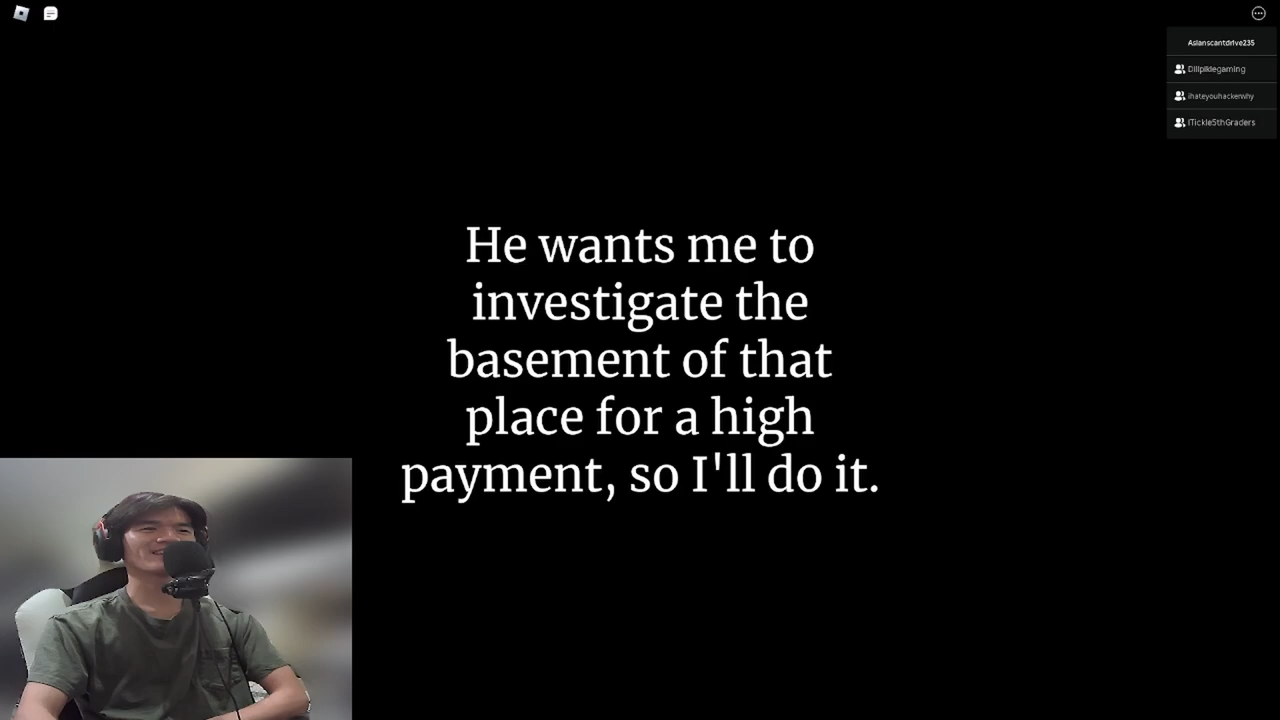 Asianscantdrive235
Dillpiklegaming
ihateyouhackerwhy
ITickle5thGraders
He wants me to
investigate the
basement of that
place for a high
payment, so I'll do it.